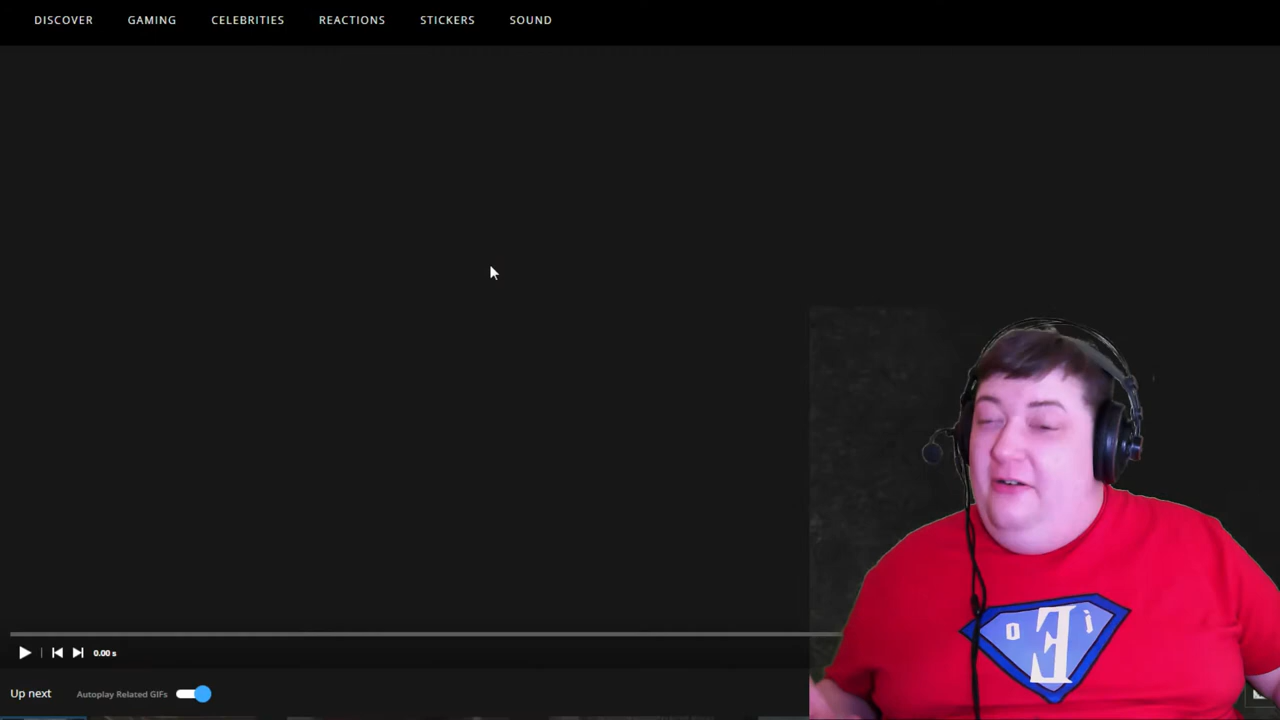 DISCOVER GAMING CELEBRITIES REACTIONS STICKERS SOUND
0.00 s
Up next Autoplay Related GIFs
o E i